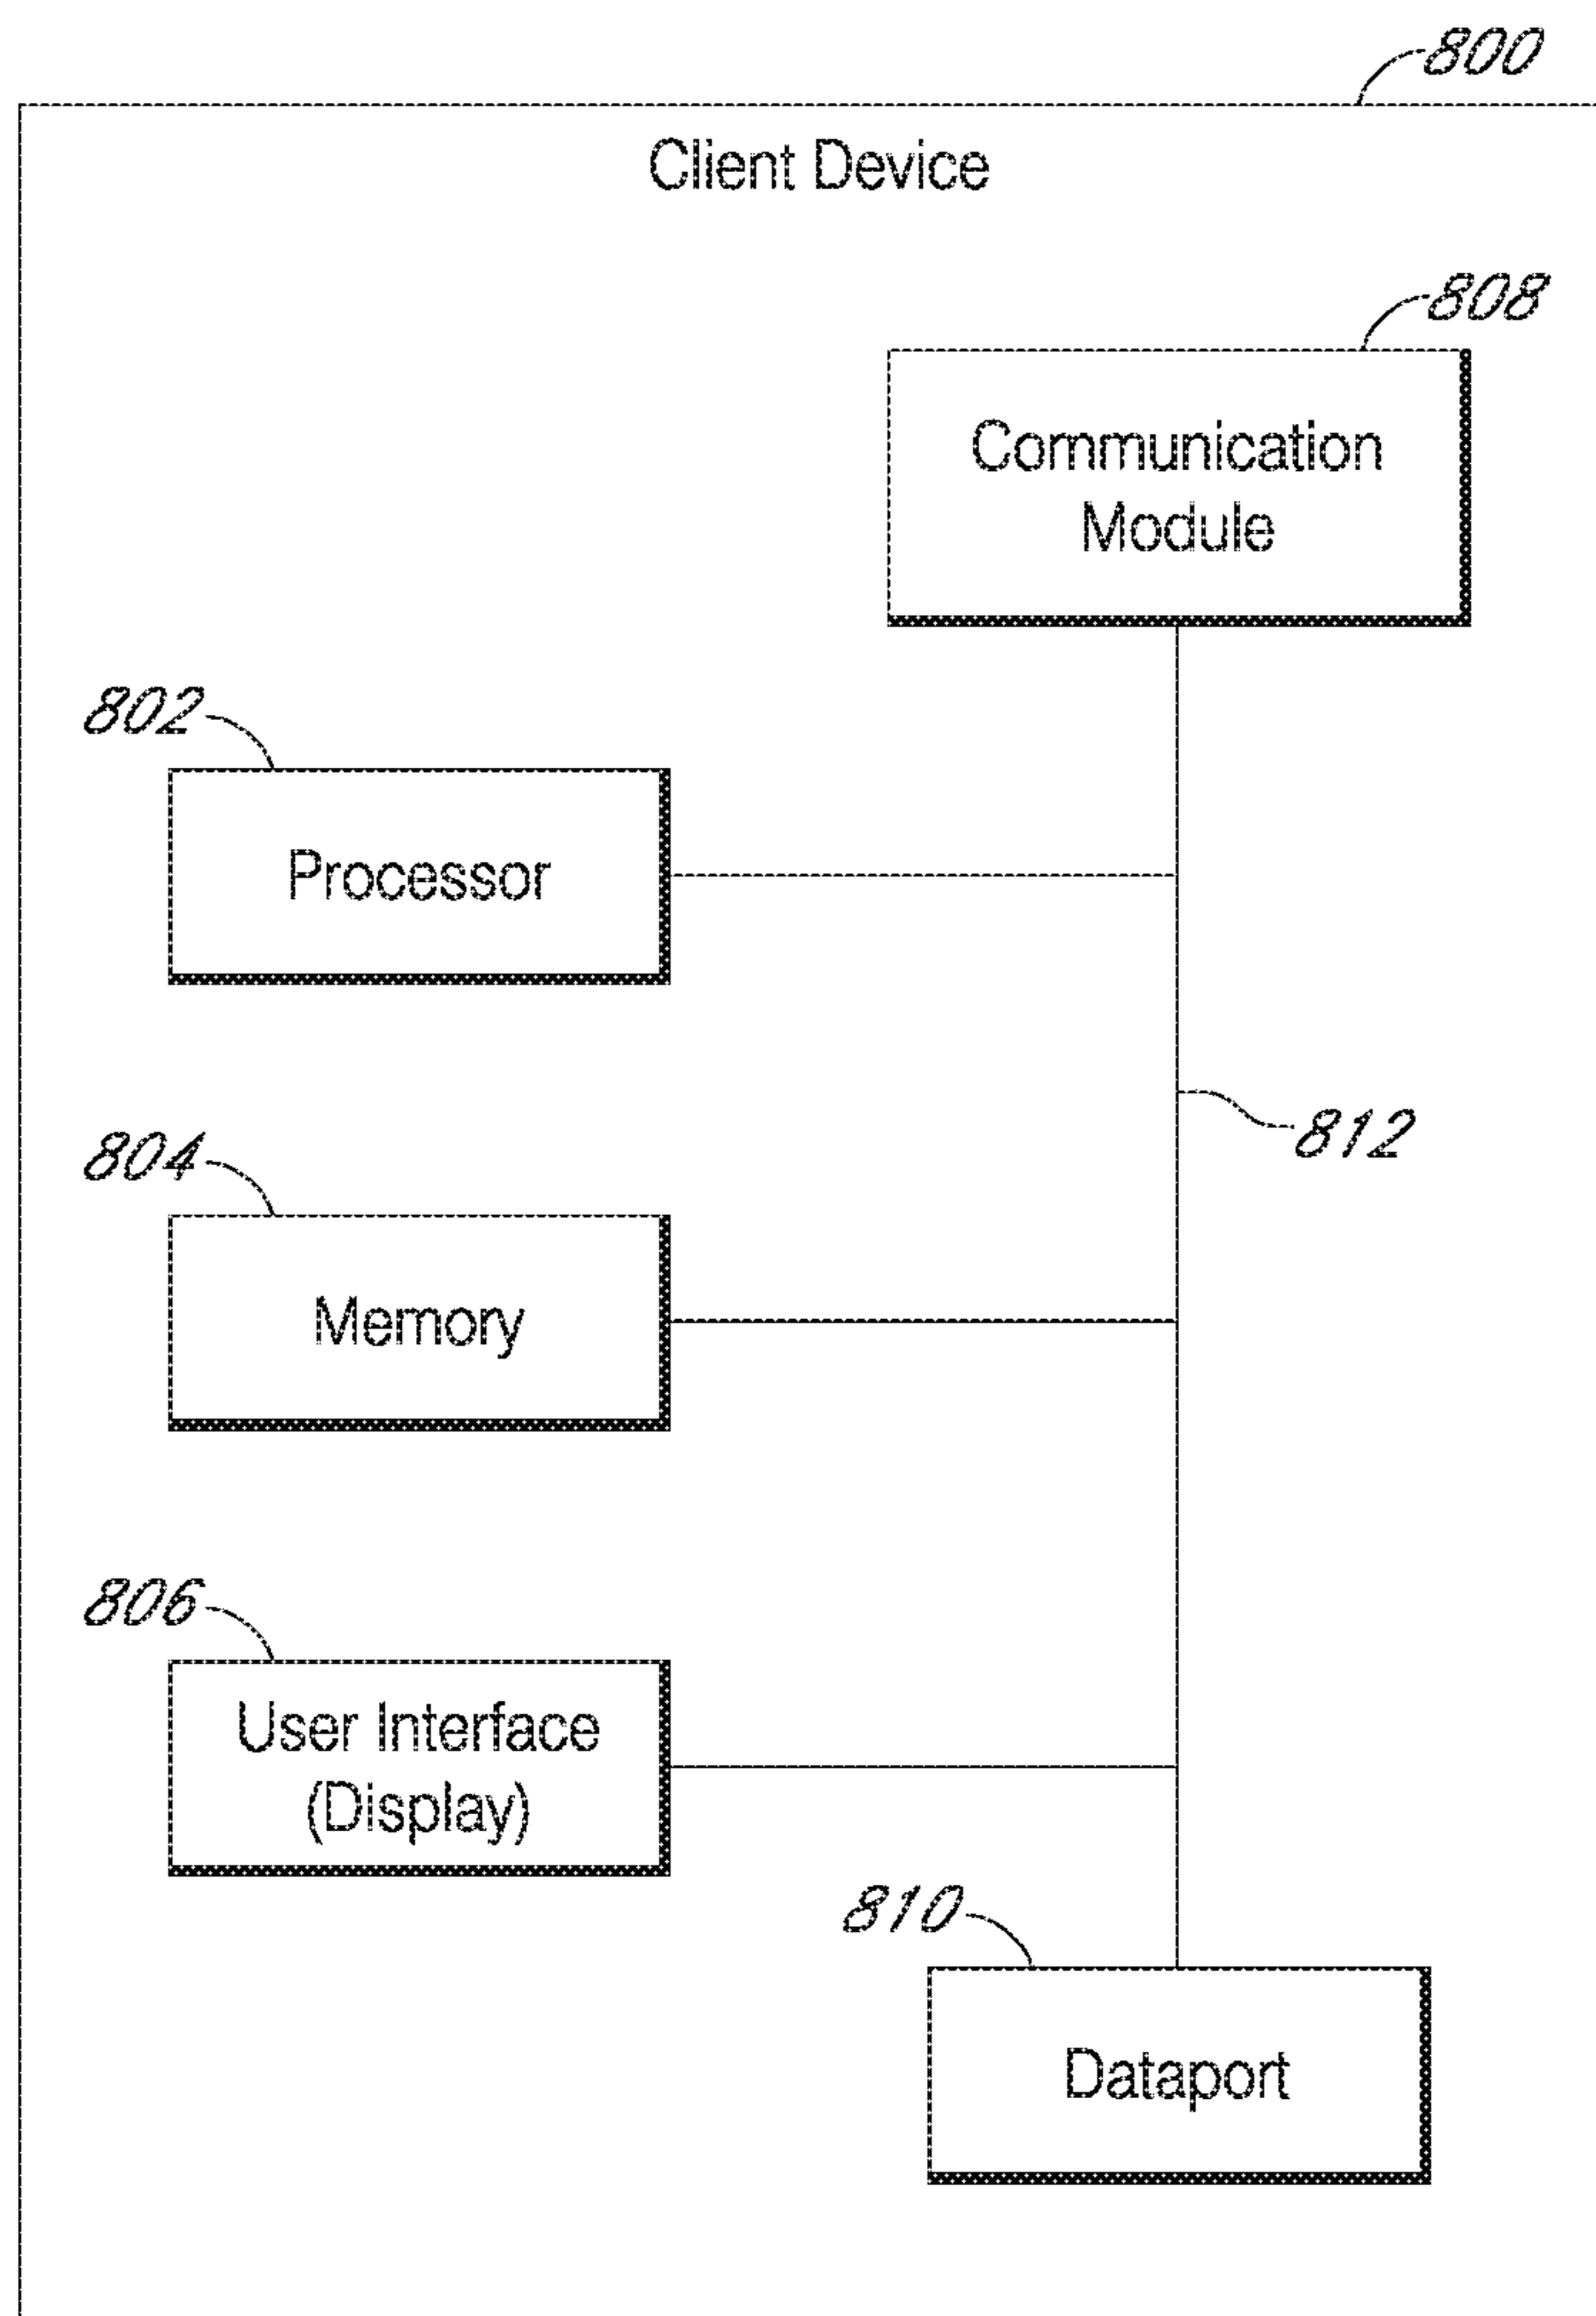 800
Client Device
808
Communication
Module
802
Processor
812
804
Memory
806
User Interface
(Display)
810
Dataport